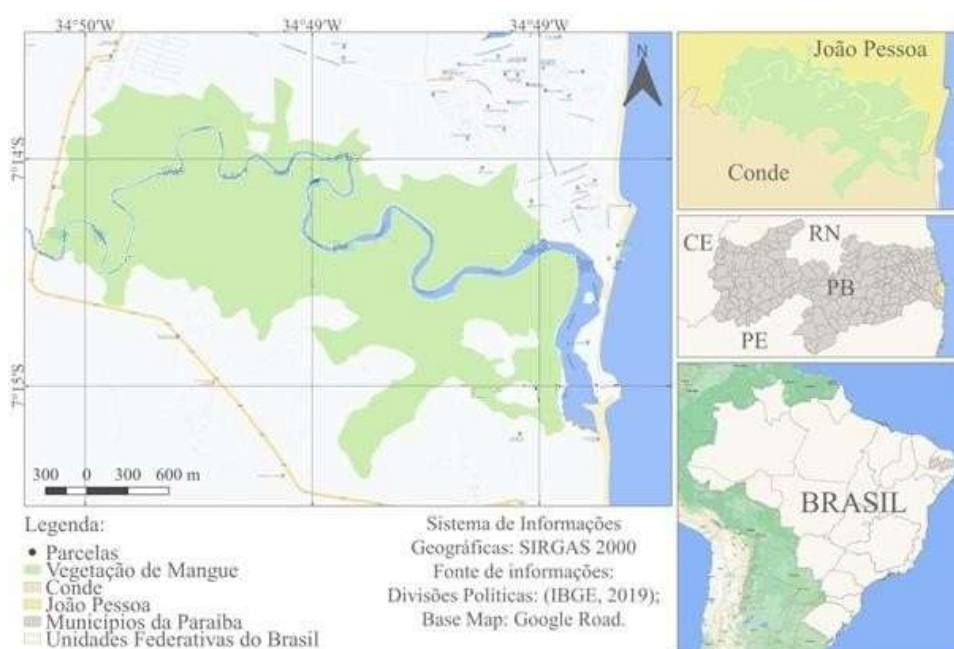 34°50'W 34°49'W 34°49'W
N
7°14'S
7°15'S
300 0 300 600 m
João Pessoa
Conde
CE
RN
PB
PE
BRASIL
Legenda:
Parcelas
Vegetação de Mangue
Conde
João Pessoa
Municípios da Paraiba
Unidades Federativas do Brasil
Sistema de Informações
Geográficas: SIRGAS 2000
Fonte de informações:
Divisões Politicas: (IBGE, 2019);
Base Map: Google Road.